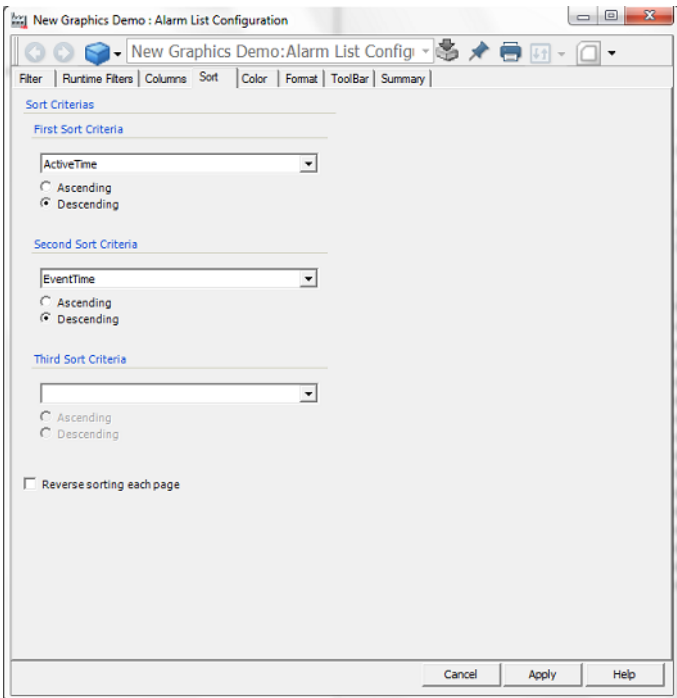 New Graphics Demo : Alarm List Configuration
New Graphics Demo:Alarm List Configu
Filter Runtime Filters Columns Sort Color Format ToolBar Summary
Sort Criterias
First Sort Criteria
ActiveTime
Ascending
Descending
Second Sort Criteria
EventTime
Ascending
Descending
Third Sort Criteria
Ascending
Descending
Reverse sorting each page
Cancel Apply Help